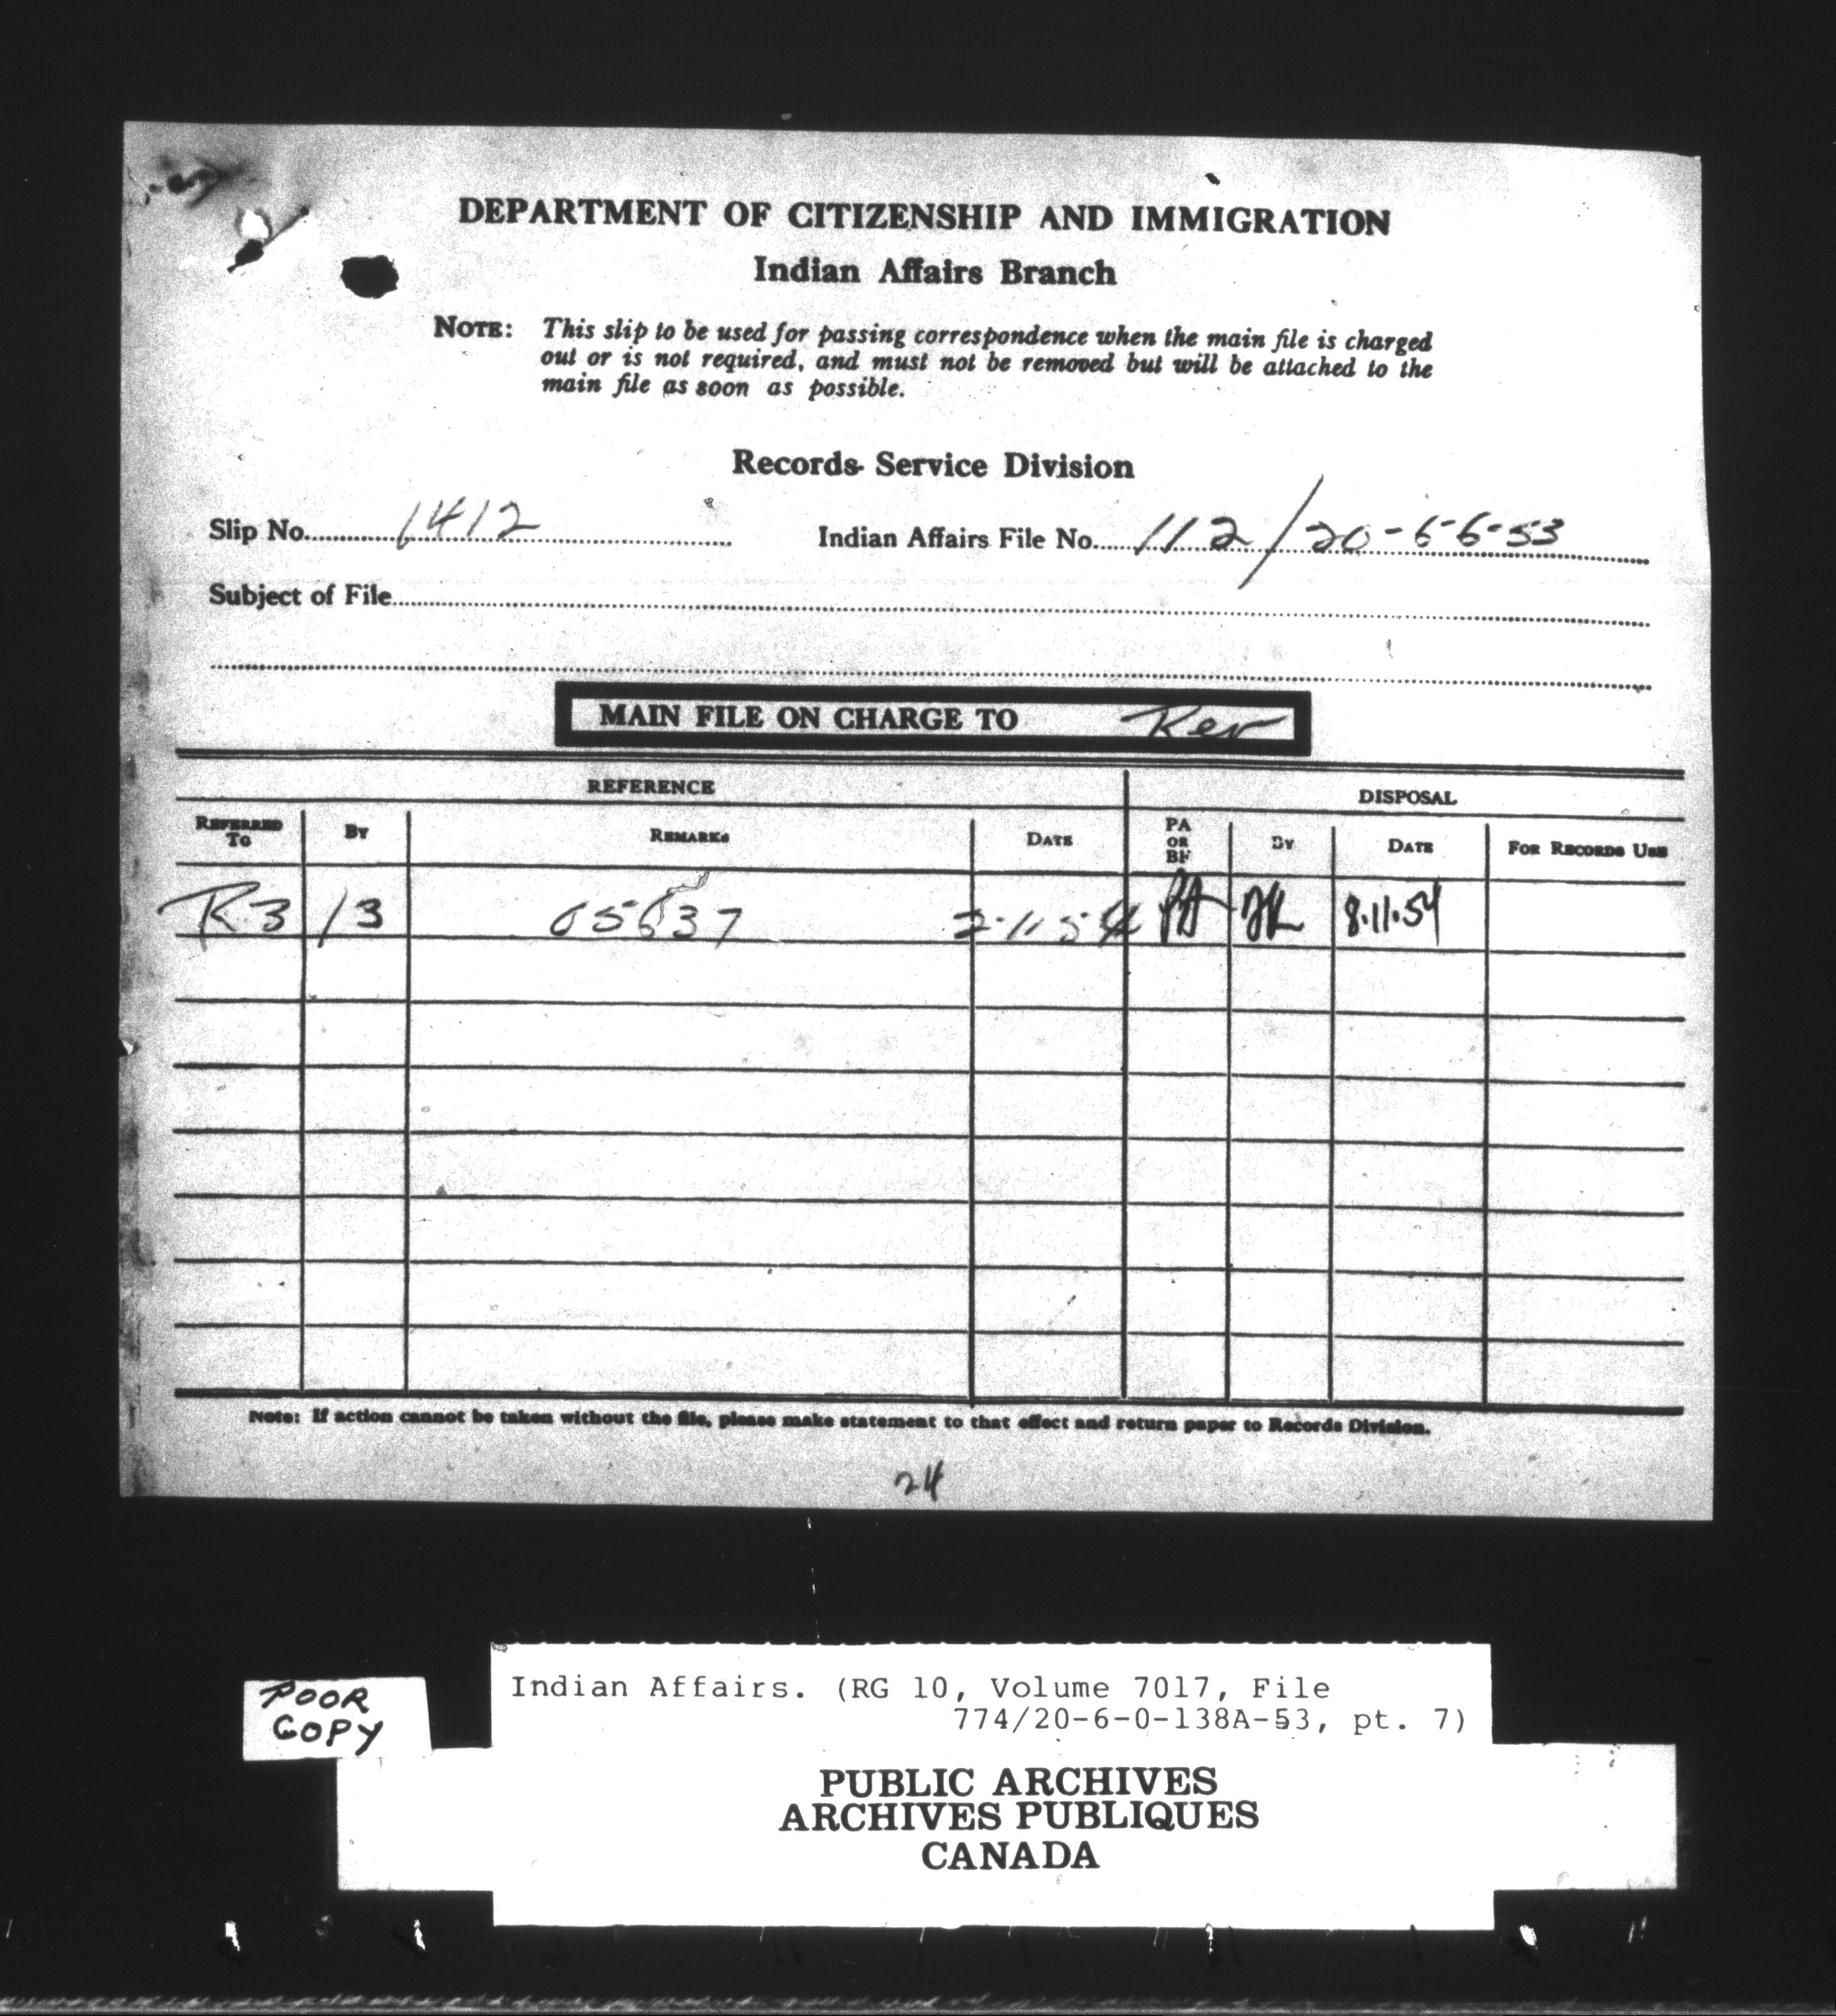 DEPARTMENT OF CITIZENSHIP AND IMMIGRATION
Indian Affairs Branch
NOTE: This slip to be used for passing correspondence when the main file is charged
out or is not required, and must not be removed but will be attached to the
main file as soon as possible.
Records Service Division
Slip No. 1412 Indian Affairs File No. 112/20-6-6-53
Subject of File
MAIN FILE ON CHARGE TO
REFERENCE DISPOSAL
REFERRED TO BY REMARKS DATE PA OR BF BY DATE FOR RECORDS USE
R.3 13 65637 2-11-54 PA 8.11.54
Note: If action cannot be taken without the file, please make statement to that effect and return paper to Records Division.
24
POOR
COPY
Indian Affairs. (RG 10, Volume 7017, File
774/20-6-0-138A-53, pt. 7)
PUBLIC ARCHIVES
ARCHIVES PUBLIQUES
CANADA